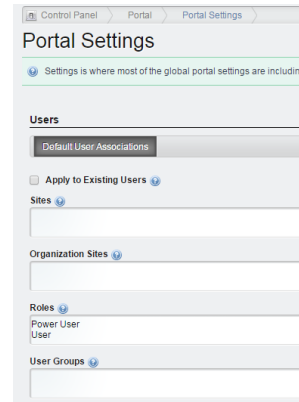 Control Panel Portal Portal Settings
Portal Settings
Settings is where most of the global portal settings are includin
Users
Default User Associations
Apply to Existing Users
Sites
Organization Sites
Roles
Power User
User
User Groups